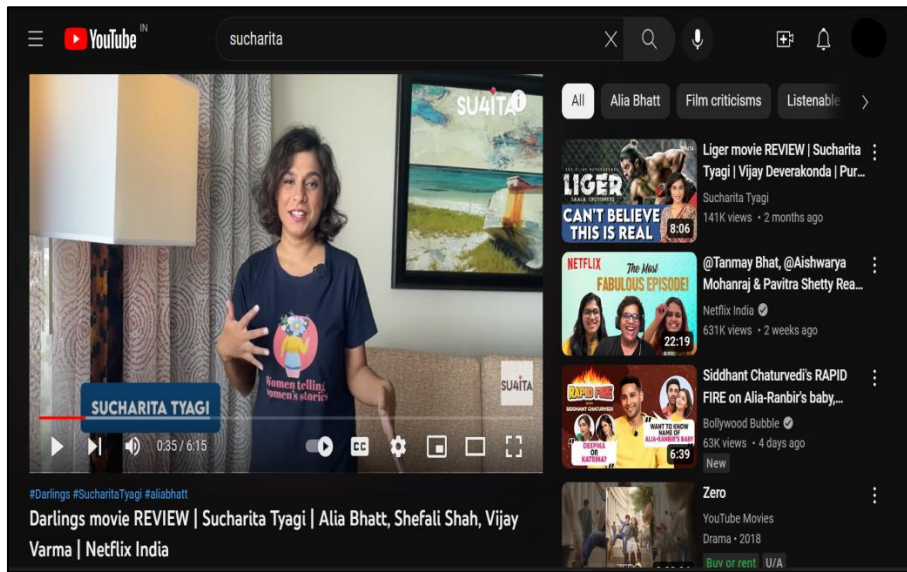 YouTube IN
sucharita
SU4ITA
Women telling
women's stories
SU4ITA
SUCHARITA TYAGI
0:35 / 6:15
CC
#Darlings #SucharitaTyagi #aliabhatt
Darlings movie REVIEW | Sucharita Tyagi | Alia Bhatt, Shefali Shah, Vijay
Varma | Netflix India
All
Alia Bhatt
Film criticisms
Listenable
LIGER
SAALA CROSSBREED
CAN'T BELIEVE
THIS IS REAL
8:06
Liger movie REVIEW | Sucharita
Tyagi | Vijay Deverakonda | Pur...
Sucharita Tyagi
141K views • 2 months ago
NETFLIX
The Most
FABULOUS EPISODE!
22:19
@Tanmay Bhat, @Aishwarya
Mohanraj & Pavitra Shetty Rea...
Netflix India
631K views • 2 weeks ago
RAPID FIRE
WITH
SIDDHANT CHATURVEDI
"DEEPIKA
OR
KATRINA?
WANT TO KNOW
NAME OF
ALIA-RANBIR'S BABY"
6:39
Siddhant Chaturvedi's RAPID
FIRE on Alia-Ranbir's baby,...
Bollywood Bubble
63K views • 4 days ago
New
Zero
YouTube Movies
Drama • 2018
Buy or rent
U/A